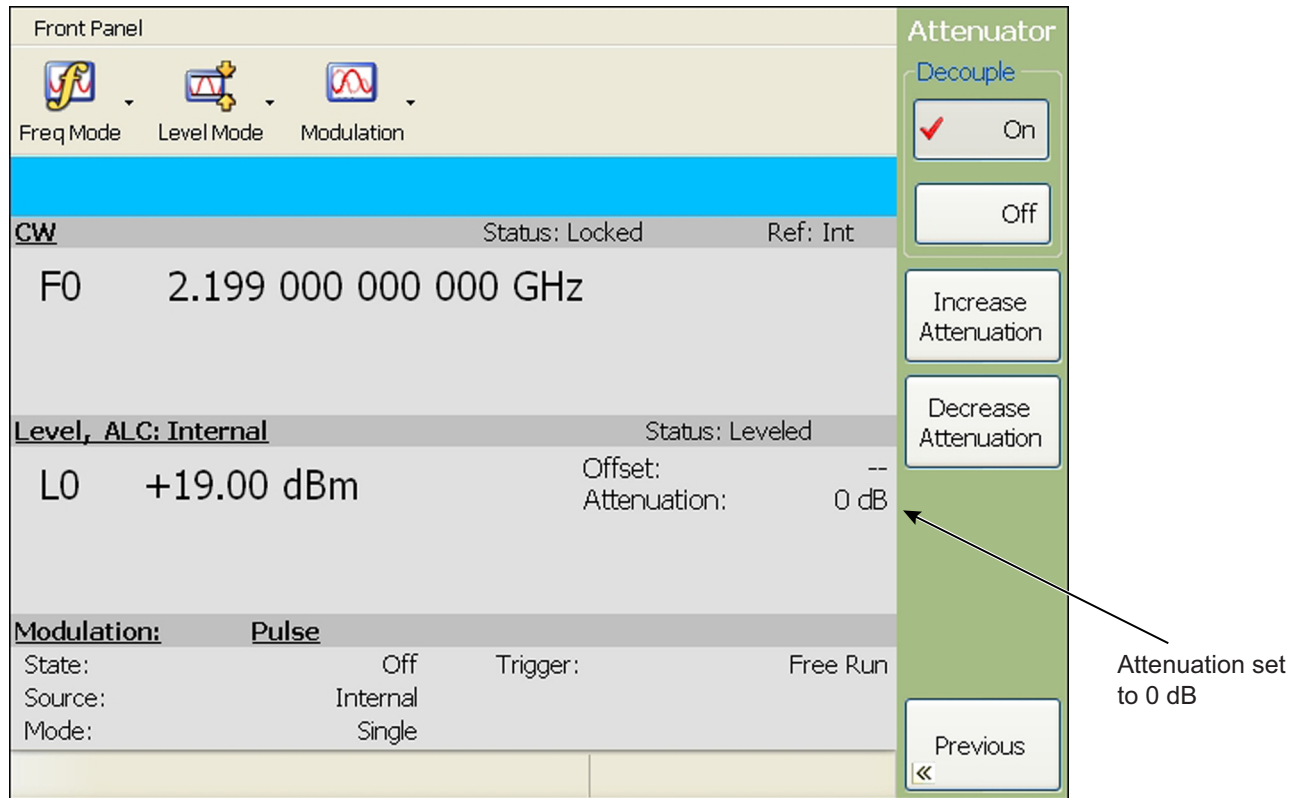 Front Panel
Freq Mode
Level Mode
Modulation
CW Status: Locked Ref: Int
F0 2.199 000 000 000 GHz
Level, ALC: Internal Status: Leveled
L0 +19.00 dBm
Offset: --
Attenuation: 0 dB
Modulation: Pulse
State: Off Trigger: Free Run
Source: Internal
Mode: Single
Attenuator
Decouple
On
Off
Increase
Attenuation
Decrease
Attenuation
Previous
Attenuation set
to 0 dB